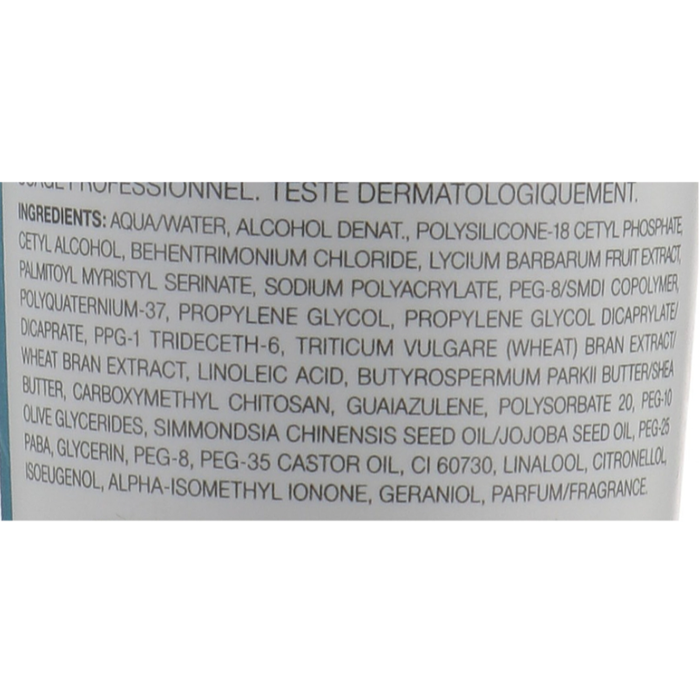 PROFESSIONNEL. TESTE DERMATOLOGIQUEMENT.
INGREDIENTS: AQUA/WATER, ALCOHOL DENAT., POLYSILICONE-18 CETYL PHOSPHATE,
CETYL ALCOHOL, BEHENTRIMONIUM CHLORIDE, LYCIUM BARBARUM FRUIT EXTRACT,
PALMITOYL MYRISTYL SERINATE, SODIUM POLYACRYLATE, PEG-8/SMDI COPOLYMER,
POLYQUATERNIUM-37, PROPYLENE GLYCOL, PROPYLENE GLYCOL DICAPRYLATE/
DICAPRATE, PPG-1 TRIDECETH-6, TRITICUM VULGARE (WHEAT) BRAN EXTRACT/
WHEAT BRAN EXTRACT, LINOLEIC ACID, BUTYROSPERMUM PARKII BUTTER/SHEA
BUTTER, CARBOXYMETHYL CHITOSAN, GUAIAZULENE, POLYSORBATE 20, PEG-10
OLIVE GLYCERIDES, SIMMONDSIA CHINENSIS SEED OIL/JOJOBA SEED OIL, PEG-25
PABA, GLYCERIN, PEG-8, PEG-35 CASTOR OIL, CI 60730, LINALOOL, CITRONELLOL,
ISOEUGENOL, ALPHA-ISOMETHYL IONONE, GERANIOL, PARFUM/FRAGRANCE.